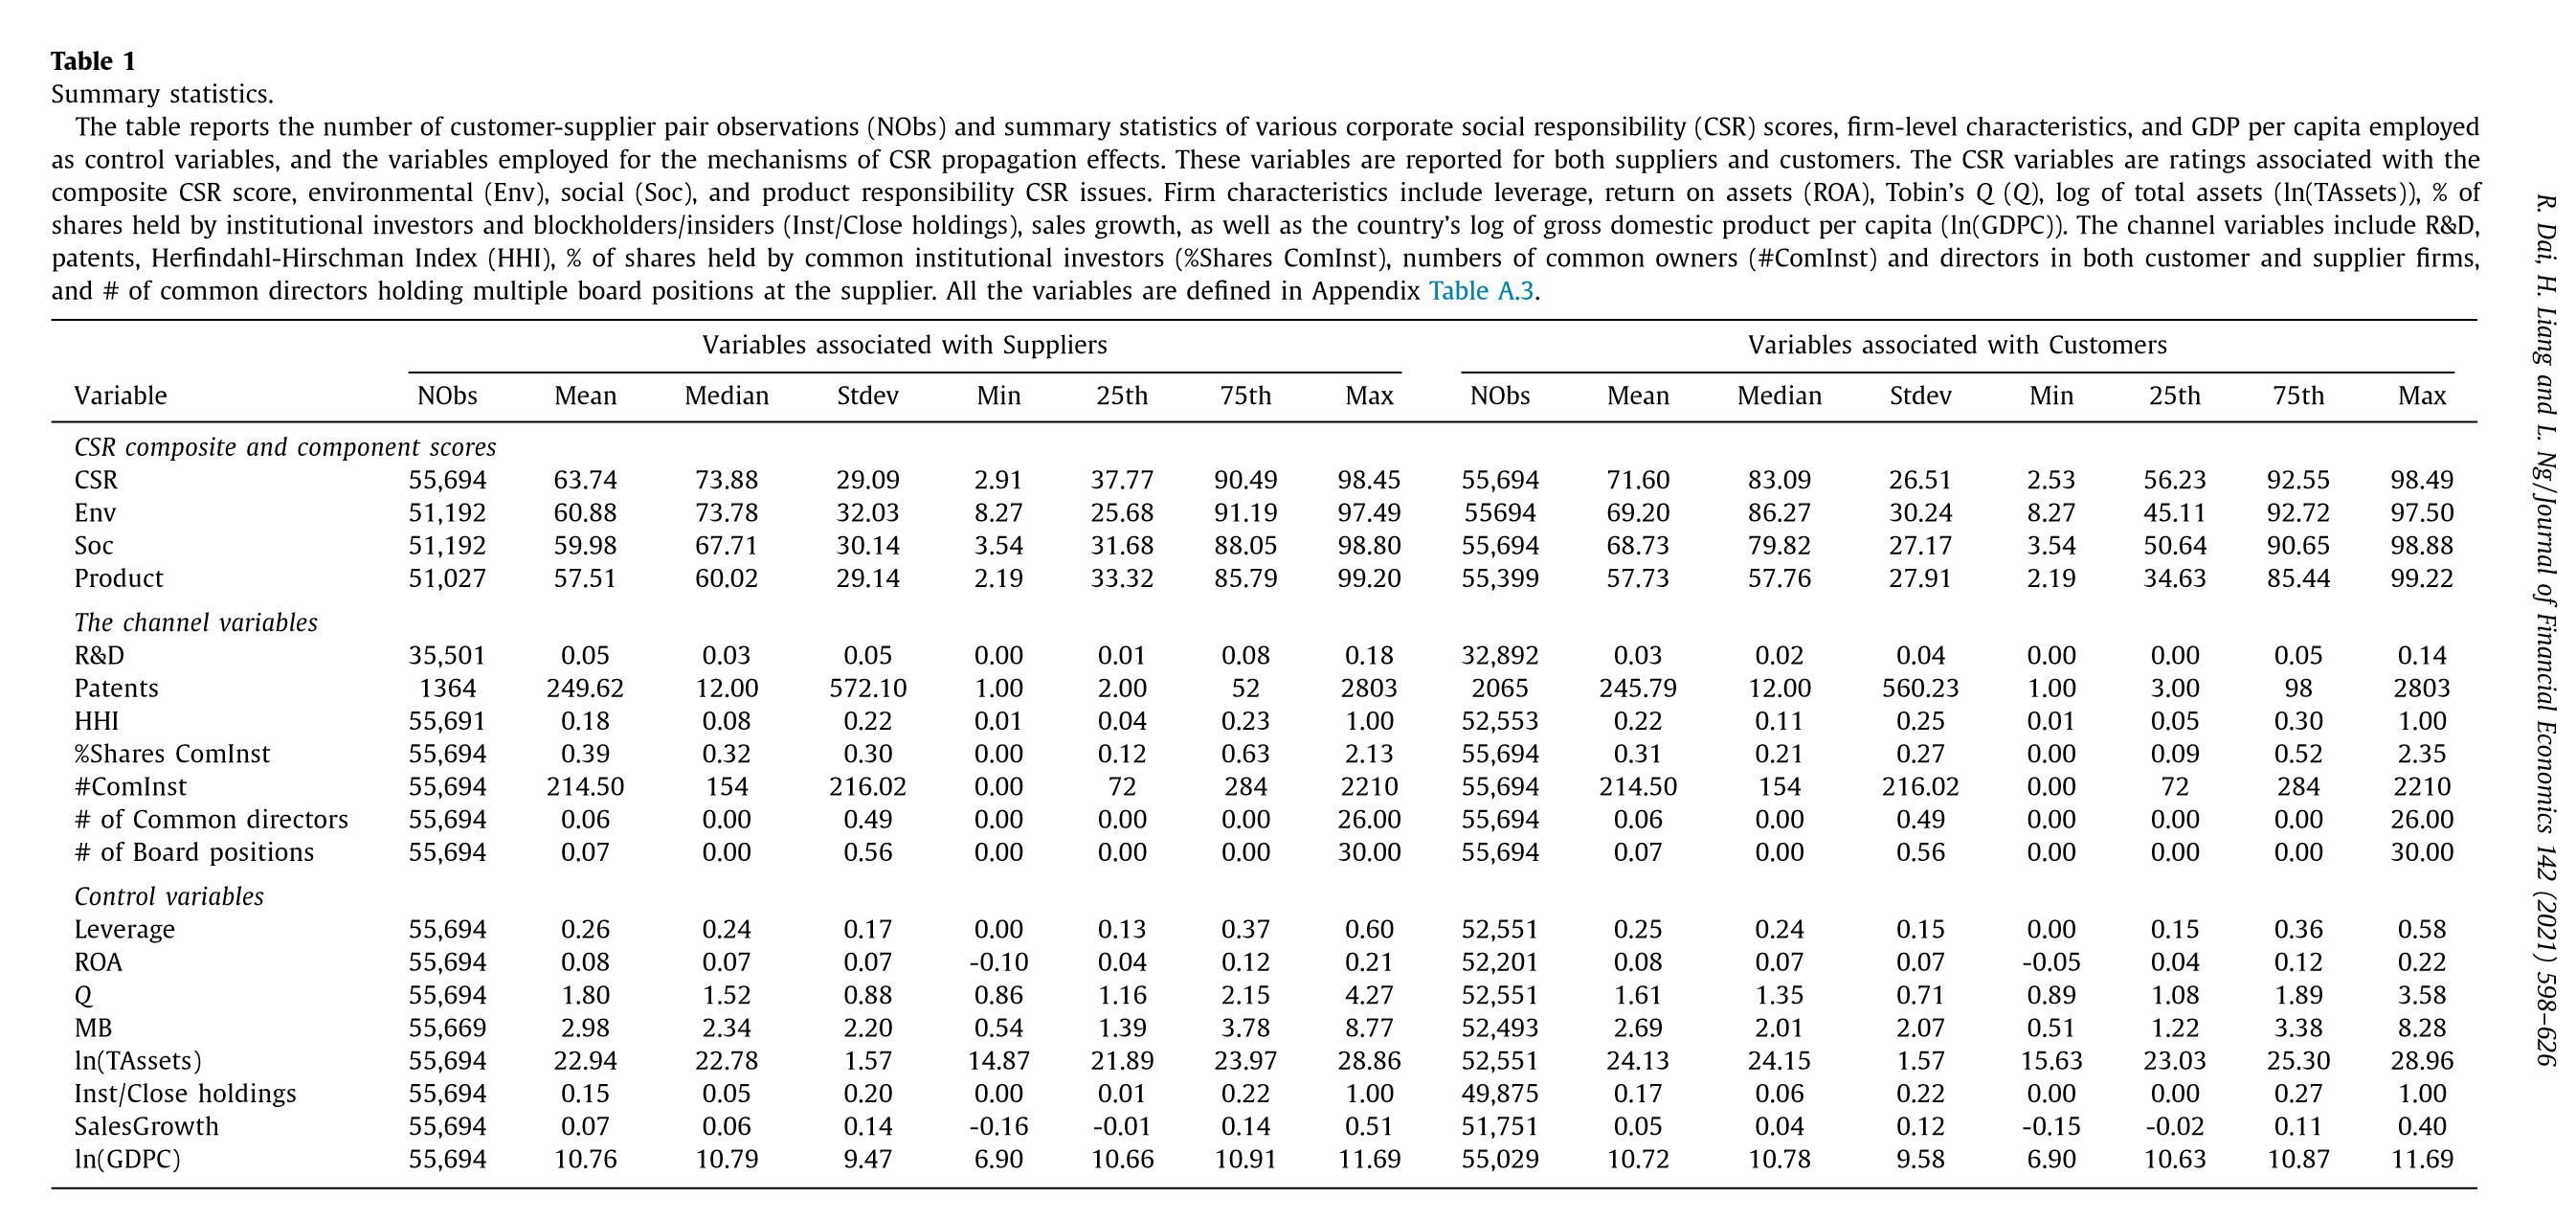 Table 1
Summary statistics.
The table reports the number of customer-supplier pair observations (NObs) and summary statistics of various corporate social responsibility (CSR) scores, firm-level characteristics, and GDP per capita employed
as control variables, and the variables employed for the mechanisms of CSR propagation effects. These variables are reported for both suppliers and customers. The CSR variables are ratings associated with the
composite CSR score, environmental (Env), social (Soc), and product responsibility CSR issues. Firm characteristics include leverage, return on assets (ROA), Tobin’s Q (Q), log of total assets (ln(TAssets)), % of
shares held by institutional investors and blockholders/insiders (Inst/Close holdings), sales growth, as well as the country’s log of gross domestic product per capita (ln(GDPC)). The channel variables include R&D,
patents, Herfindahl-Hirschman Index (HHI), % of shares held by common institutional investors (%Shares ComInst), numbers of common owners (#ComInst) and directors in both customer and supplier firms,
and # of common directors holding multiple board positions at the supplier. All the variables are defined in Appendix Table A.3.
Variables associated with Suppliers Variables associated with Customers
Variable NObs Mean Median Stdev Min 25th 75th Max NObs Mean Median Stdev Min 25th 75th Max
CSR composite and component scores
CSR 55,694 63.74 73.88 29.09 2.91 37.77 90.49 98.45 55,694 71.60 83.09 26.51 2.53 56.23 92.55 98.49
Env 51,192 60.88 73.78 32.03 8.27 25.68 91.19 97.49 55694 69.20 86.27 30.24 8.27 45.11 92.72 97.50
Soc 51,192 59.98 67.71 30.14 3.54 31.68 88.05 98.80 55,694 68.73 79.82 27.17 3.54 50.64 90.65 98.88
Product 51,027 57.51 60.02 29.14 2.19 33.32 85.79 99.20 55,399 57.73 57.76 27.91 2.19 34.63 85.44 99.22
The channel variables
R&D 35,501 0.05 0.03 0.05 0.00 0.01 0.08 0.18 32,892 0.03 0.02 0.04 0.00 0.00 0.05 0.14
Patents 1364 249.62 12.00 572.10 1.00 2.00 52 2803 2065 245.79 12.00 560.23 1.00 3.00 98 2803
HHI 55,691 0.18 0.08 0.22 0.01 0.04 0.23 1.00 52,553 0.22 0.11 0.25 0.01 0.05 0.30 1.00
%Shares ComInst 55,694 0.39 0.32 0.30 0.00 0.12 0.63 2.13 55,694 0.31 0.21 0.27 0.00 0.09 0.52 2.35
#ComInst 55,694 214.50 154 216.02 0.00 72 284 2210 55,694 214.50 154 216.02 0.00 72 284 2210
# of Common directors 55,694 0.06 0.00 0.49 0.00 0.00 0.00 26.00 55,694 0.06 0.00 0.49 0.00 0.00 0.00 26.00
# of Board positions 55,694 0.07 0.00 0.56 0.00 0.00 0.00 30.00 55,694 0.07 0.00 0.56 0.00 0.00 0.00 30.00
Control variables
Leverage 55,694 0.26 0.24 0.17 0.00 0.13 0.37 0.60 52,551 0.25 0.24 0.15 0.00 0.15 0.36 0.58
ROA 55,694 0.08 0.07 0.07 -0.10 0.04 0.12 0.21 52,201 0.08 0.07 0.07 -0.05 0.04 0.12 0.22
Q 55,694 1.80 1.52 0.88 0.86 1.16 2.15 4.27 52,551 1.61 1.35 0.71 0.89 1.08 1.89 3.58
MB 55,669 2.98 2.34 2.20 0.54 1.39 3.78 8.77 52,493 2.69 2.01 2.07 0.51 1.22 3.38 8.28
ln(TAssets) 55,694 22.94 22.78 1.57 14.87 21.89 23.97 28.86 52,551 24.13 24.15 1.57 15.63 23.03 25.30 28.96
Inst/Close holdings 55,694 0.15 0.05 0.20 0.00 0.01 0.22 1.00 49,875 0.17 0.06 0.22 0.00 0.00 0.27 1.00
SalesGrowth 55,694 0.07 0.06 0.14 -0.16 -0.01 0.14 0.51 51,751 0.05 0.04 0.12 -0.15 -0.02 0.11 0.40
ln(GDPC) 55,694 10.76 10.79 9.47 6.90 10.66 10.91 11.69 55,029 10.72 10.78 9.58 6.90 10.63 10.87 11.69
R. Dai, H. Liang and L. Ng/Journal of Financial Economics 142 (2021) 598–626